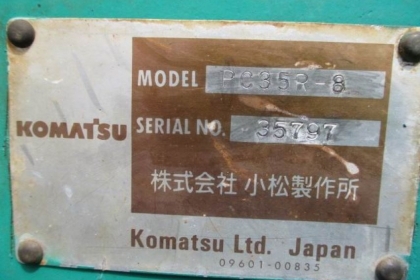 MODEL PC35R-8
KOMATSU SERIAL NO. 35797
株式会社 小松製作所
Komatsu Ltd. Japan
09601-00835